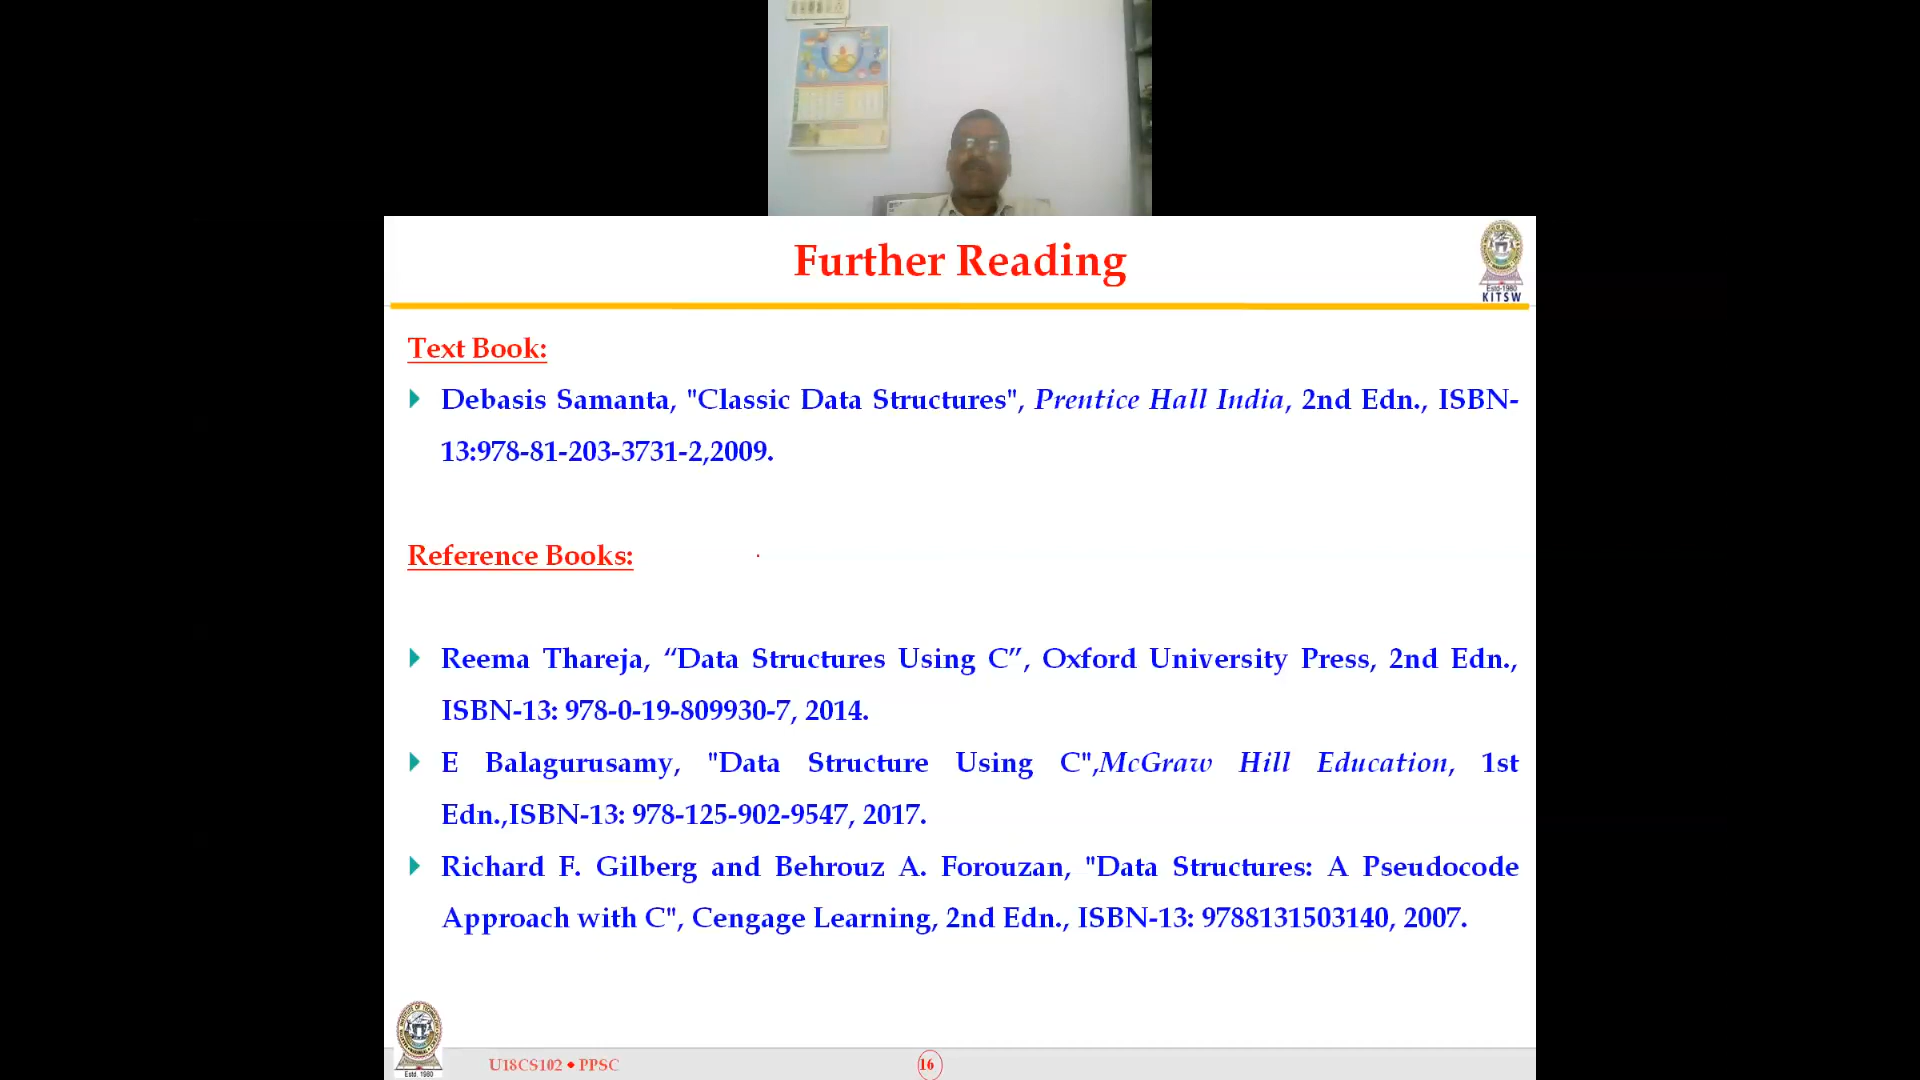 Further Reading
Estd-1980
KITSW
Text Book:
Debasis Samanta, "Classic Data Structures", Prentice Hall India, 2nd Edn., ISBN-
13:978-81-203-3731-2,2009.
Reference Books:
Reema Thareja, “Data Structures Using C”, Oxford University Press, 2nd Edn.,
ISBN-13: 978-0-19-809930-7, 2014.
E Balagurusamy, "Data Structure Using C",McGraw Hill Education, 1st
Edn.,ISBN-13: 978-125-902-9547, 2017.
Richard F. Gilberg and Behrouz A. Forouzan, "Data Structures: A Pseudocode
Approach with C", Cengage Learning, 2nd Edn., ISBN-13: 9788131503140, 2007.
Estd. 1980
U18CS102 • PPSC
16